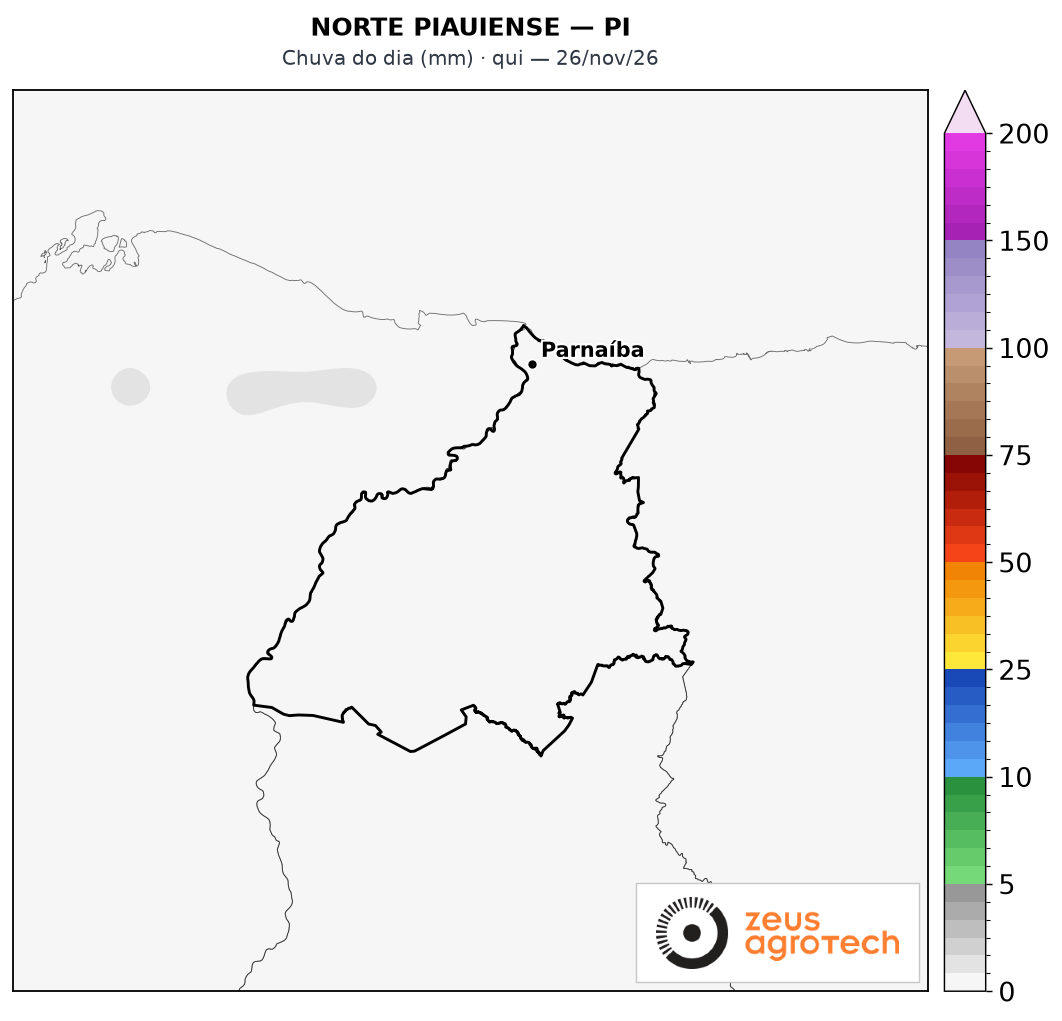 NORTE PIAUIENSE — PI
Chuva do dia (mm) · qui — 26/nov/26
Parnaíba
200
150
100
75
50
25
10
5
0
zeus
agrotech